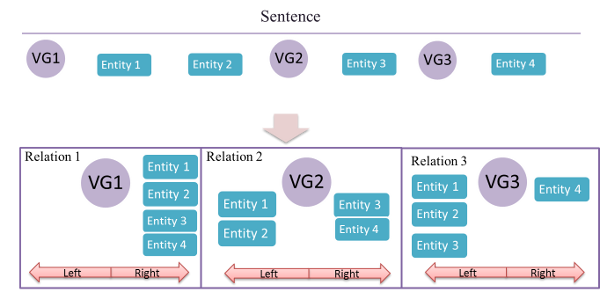 Sentence
VG1 Entity 1 Entity 2 VG2 Entity 3 VG3 Entity 4
Relation 1
VG1
Entity 1
Entity 2
Entity 3
Entity 4
Left Right
Relation 2
VG2
Entity 1
Entity 2
Entity 3
Entity 4
Left Right
Relation 3
VG3
Entity 1
Entity 2
Entity 3
Entity 4
Left Right